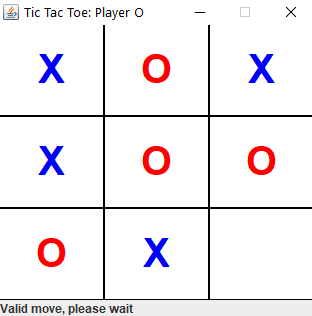 Tic Tac Toe: Player O
X O X
X O O
O X
Valid move, please wait